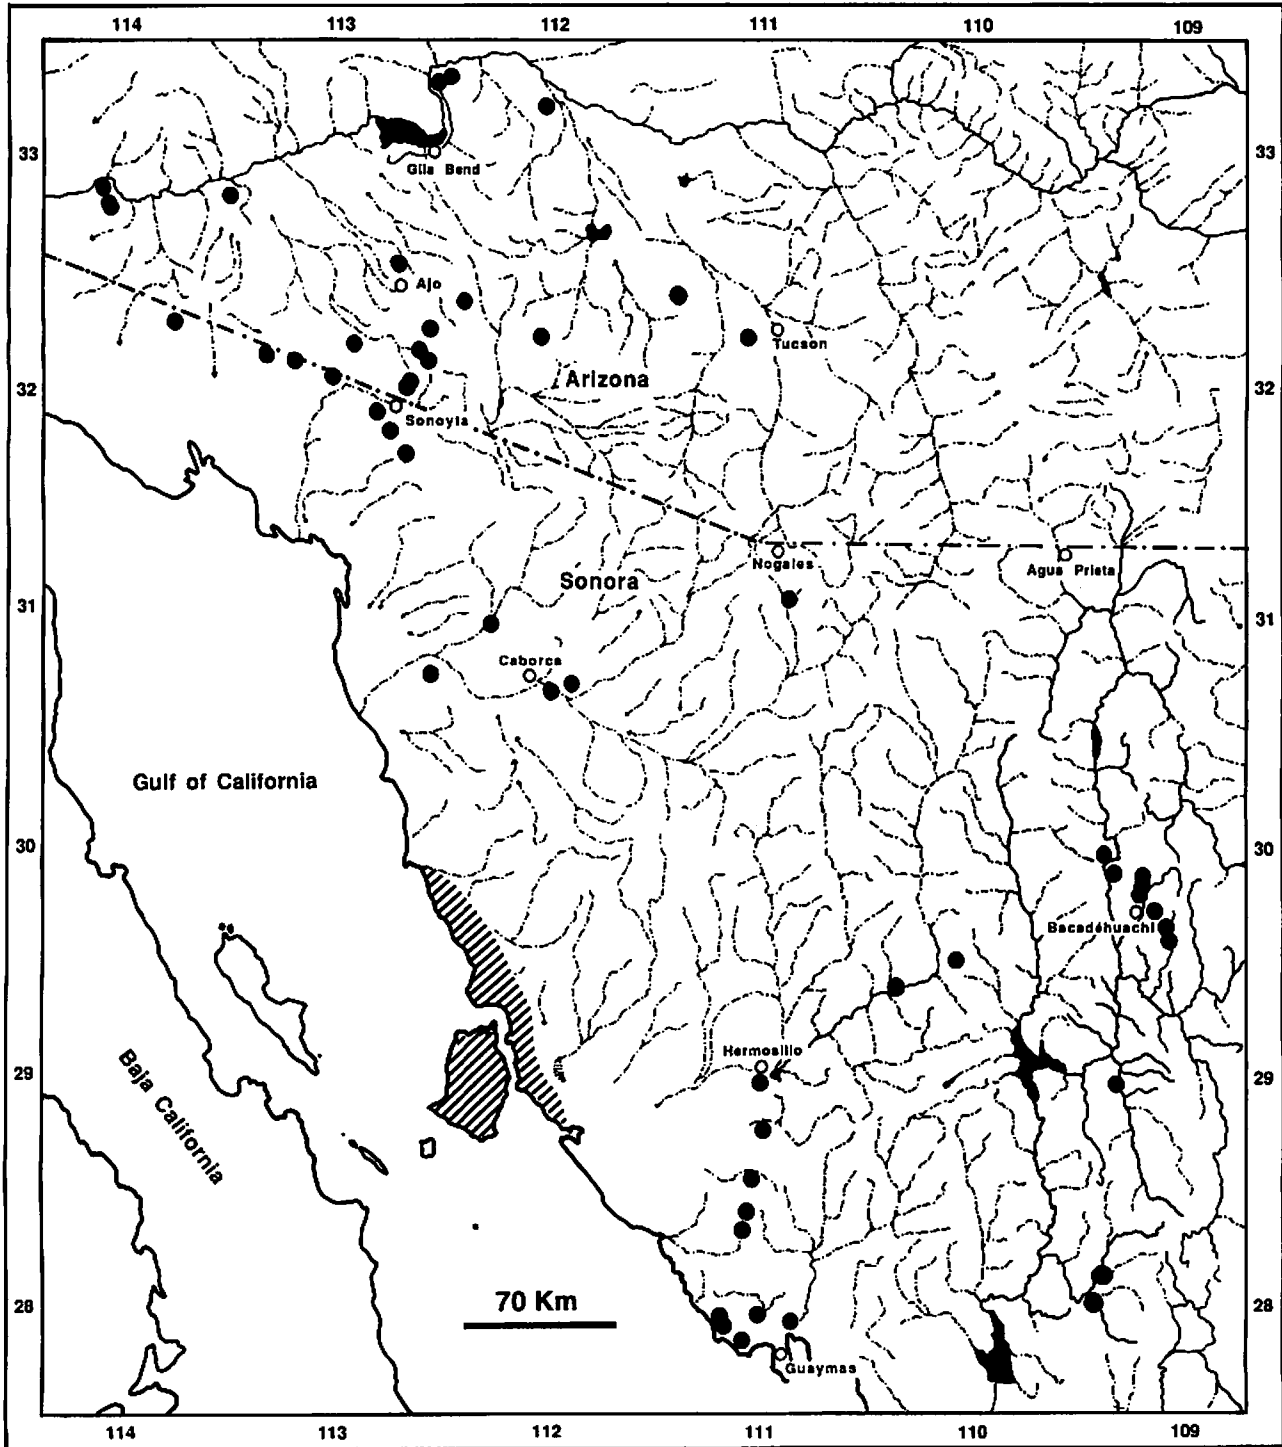 114 113 112 111 110 109
33 33
Gila Bend
Ajo
Tucson
Arizona
32 32
Sonoyta
Nogales
Agua Prieta
Sonora
31 31
Caborca
Gulf of California
30 30
Bacadéhuachi
Hermosillo
29 29
Baja California
28 28
70 Km
Guaymas
114 113 112 111 110 109